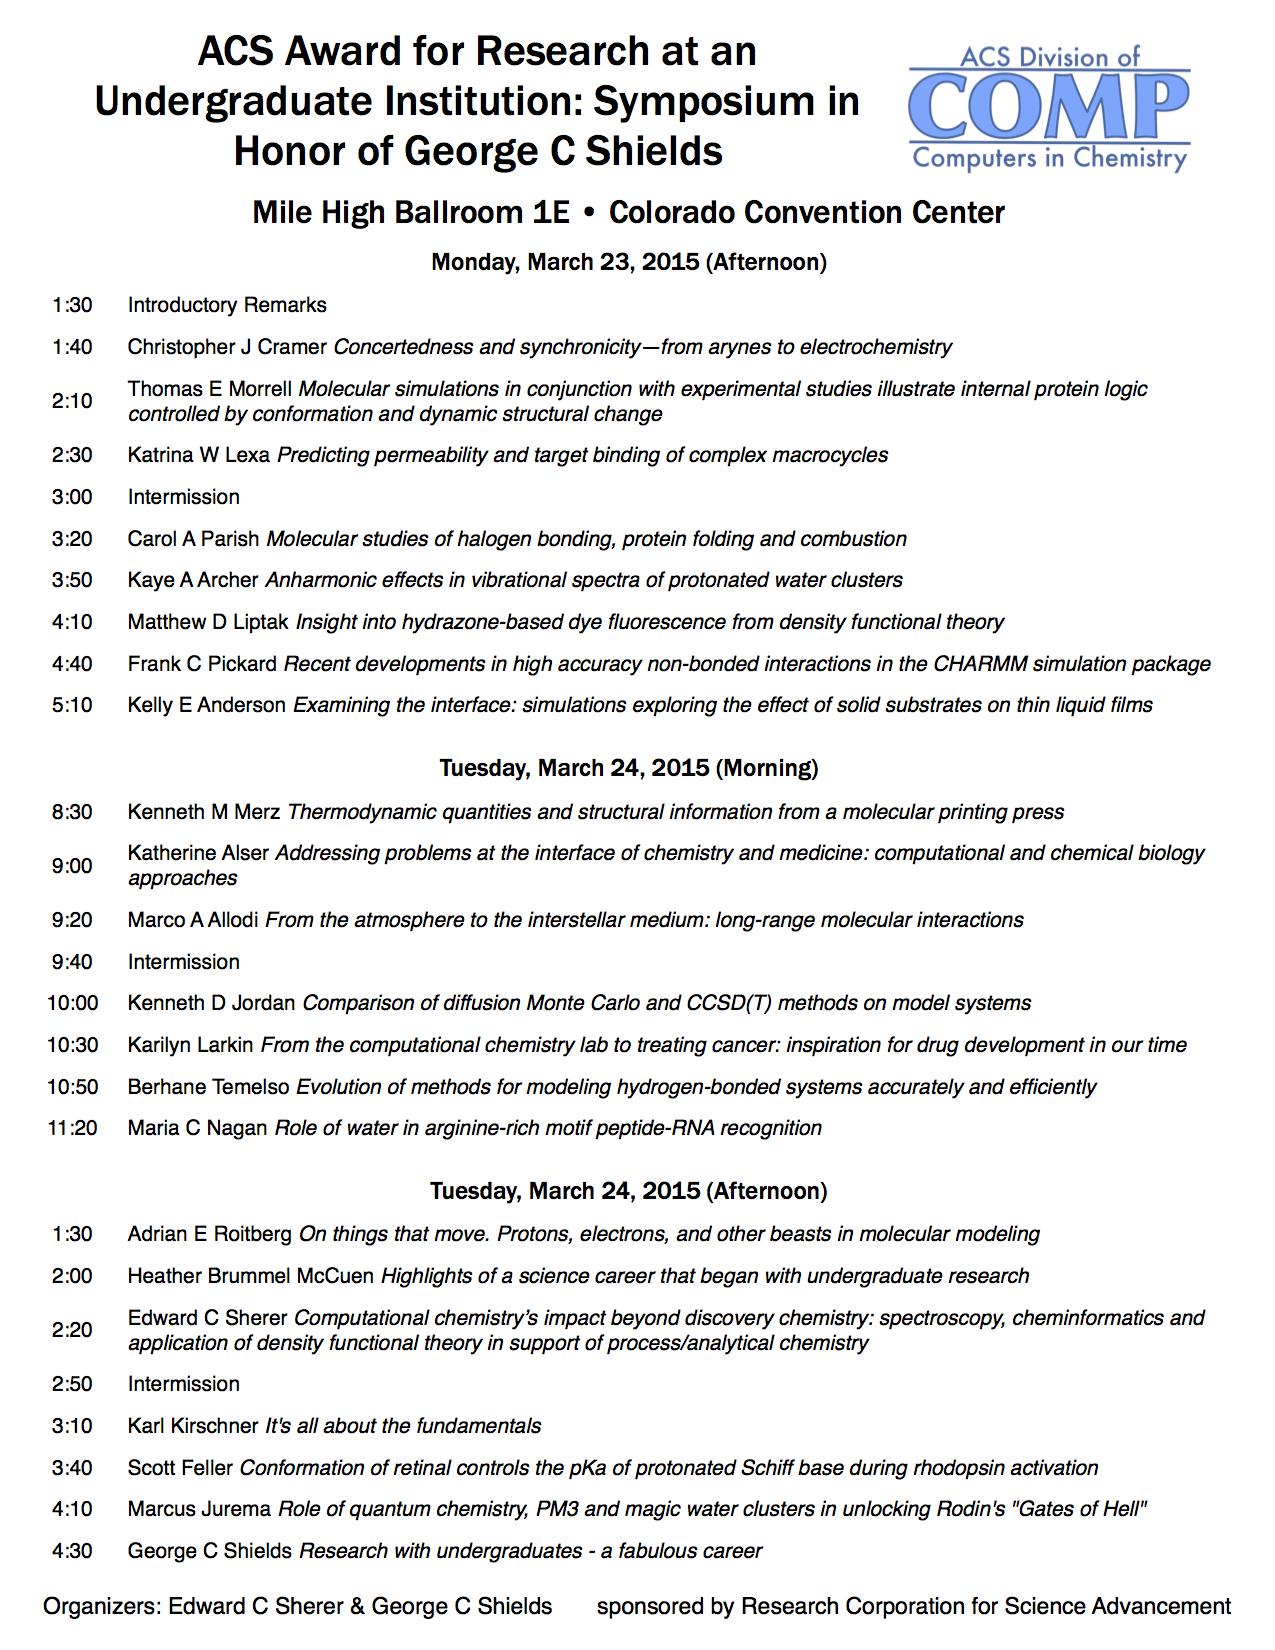 ACS Award for Research at an
Undergraduate Institution: Symposium in
Honor of George C Shields
ACS Division of
COMP
Computers in Chemistry
Mile High Ballroom 1E • Colorado Convention Center
Monday, March 23, 2015 (Afternoon)
1:30 Introductory Remarks
1:40 Christopher J Cramer Concertedness and synchronicity—from arynes to electrochemistry
2:10 Thomas E Morrell Molecular simulations in conjunction with experimental studies illustrate internal protein logic
controlled by conformation and dynamic structural change
2:30 Katrina W Lexa Predicting permeability and target binding of complex macrocycles
3:00 Intermission
3:20 Carol A Parish Molecular studies of halogen bonding, protein folding and combustion
3:50 Kaye A Archer Anharmonic effects in vibrational spectra of protonated water clusters
4:10 Matthew D Liptak Insight into hydrazone-based dye fluorescence from density functional theory
4:40 Frank C Pickard Recent developments in high accuracy non-bonded interactions in the CHARMM simulation package
5:10 Kelly E Anderson Examining the interface: simulations exploring the effect of solid substrates on thin liquid films
Tuesday, March 24, 2015 (Morning)
8:30 Kenneth M Merz Thermodynamic quantities and structural information from a molecular printing press
9:00 Katherine Alser Addressing problems at the interface of chemistry and medicine: computational and chemical biology
approaches
9:20 Marco A Allodi From the atmosphere to the interstellar medium: long-range molecular interactions
9:40 Intermission
10:00 Kenneth D Jordan Comparison of diffusion Monte Carlo and CCSD(T) methods on model systems
10:30 Karilyn Larkin From the computational chemistry lab to treating cancer: inspiration for drug development in our time
10:50 Berhane Temelso Evolution of methods for modeling hydrogen-bonded systems accurately and efficiently
11:20 Maria C Nagan Role of water in arginine-rich motif peptide-RNA recognition
Tuesday, March 24, 2015 (Afternoon)
1:30 Adrian E Roitberg On things that move. Protons, electrons, and other beasts in molecular modeling
2:00 Heather Brummel McCuen Highlights of a science career that began with undergraduate research
2:20 Edward C Sherer Computational chemistry’s impact beyond discovery chemistry: spectroscopy, cheminformatics and
application of density functional theory in support of process/analytical chemistry
2:50 Intermission
3:10 Karl Kirschner It's all about the fundamentals
3:40 Scott Feller Conformation of retinal controls the pKa of protonated Schiff base during rhodopsin activation
4:10 Marcus Jurema Role of quantum chemistry, PM3 and magic water clusters in unlocking Rodin's "Gates of Hell"
4:30 George C Shields Research with undergraduates - a fabulous career
Organizers: Edward C Sherer & George C Shields sponsored by Research Corporation for Science Advancement